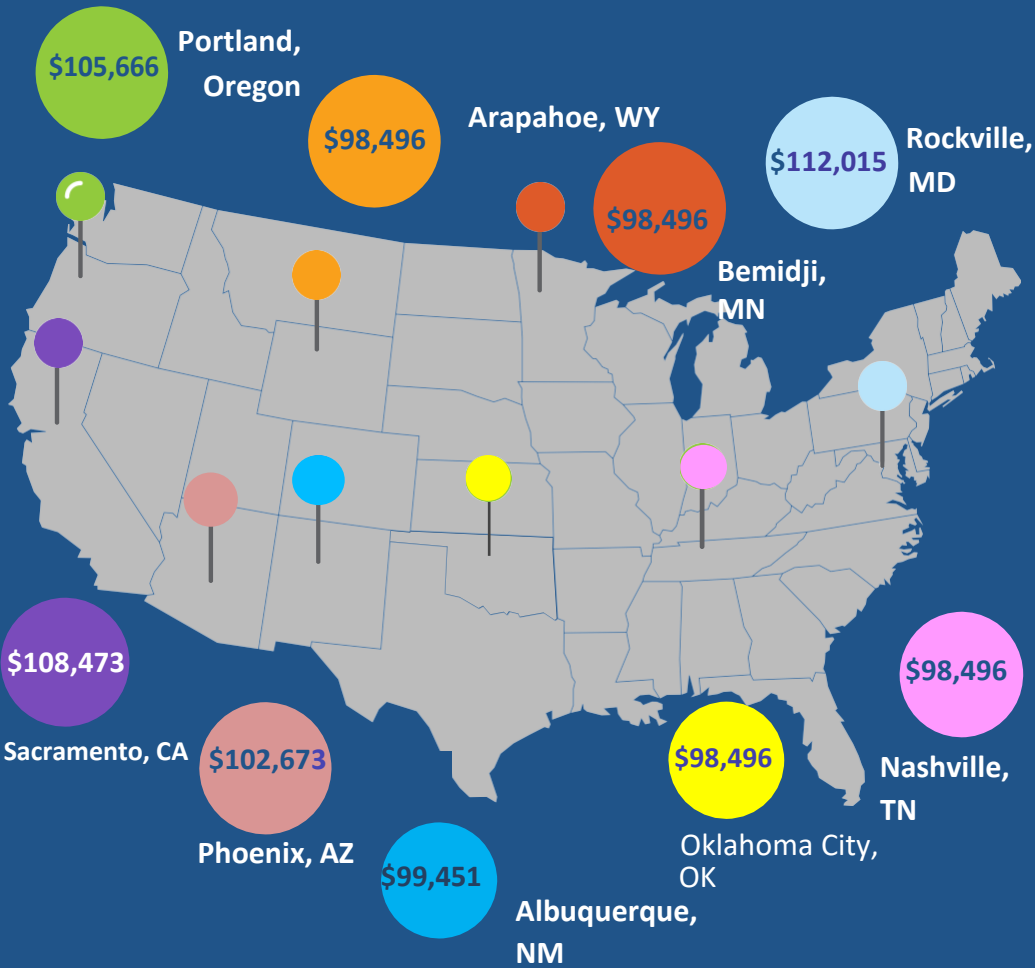 $105,666
Portland,
Oregon
$98,496
Arapahoe, WY
$98,496
Bemidji,
MN
$112,015
Rockville,
MD
$108,473
Sacramento, CA
$102,673
Phoenix, AZ
$99,451
Albuquerque,
NM
$98,496
Oklahoma City,
OK
$98,496
Nashville,
TN